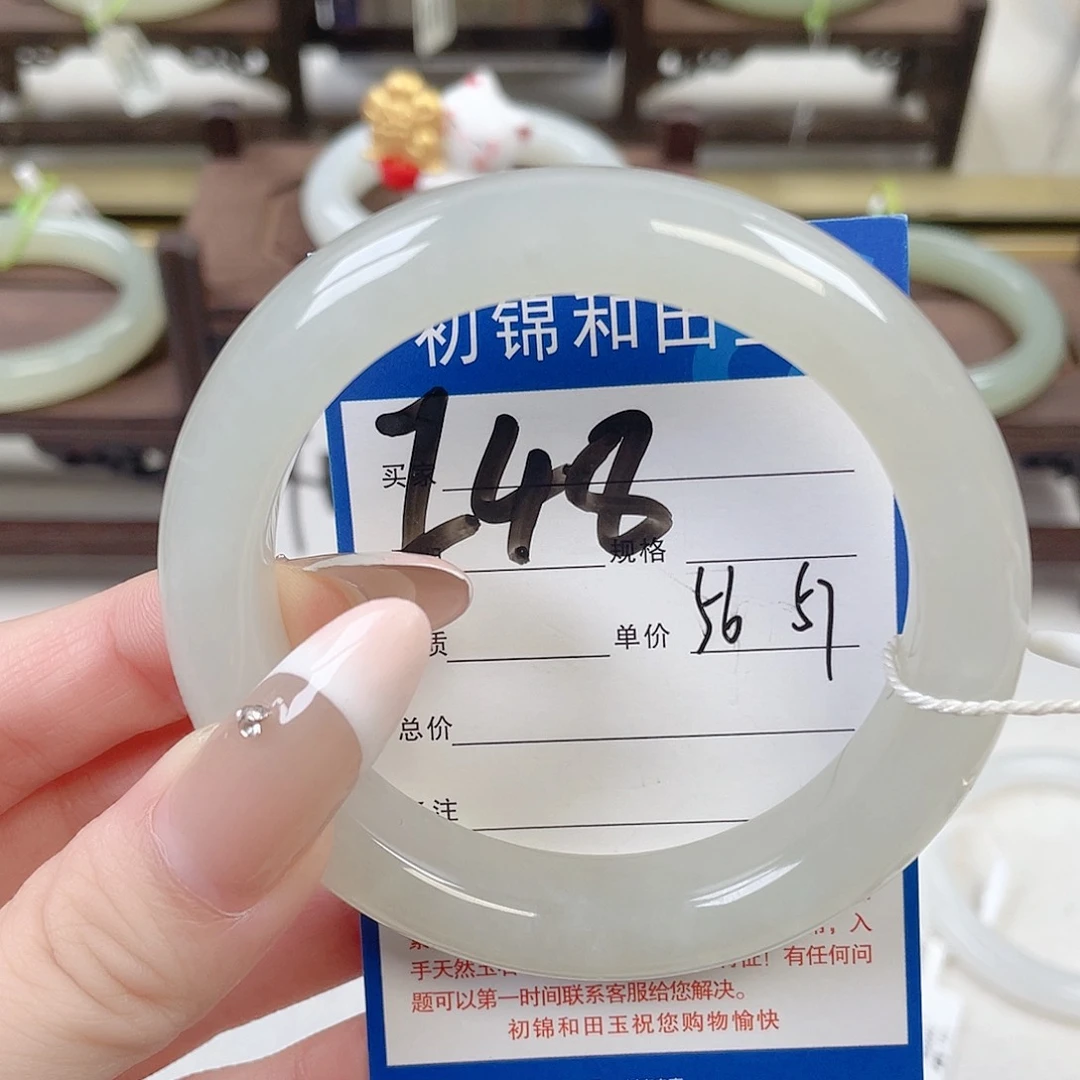 初锦和田
148
买家
规格
质
单价 56 57
总价
注
入
手天然玉 有任何问
题可以第一时间联系客服给您解决。
初锦和田玉祝您购物愉快